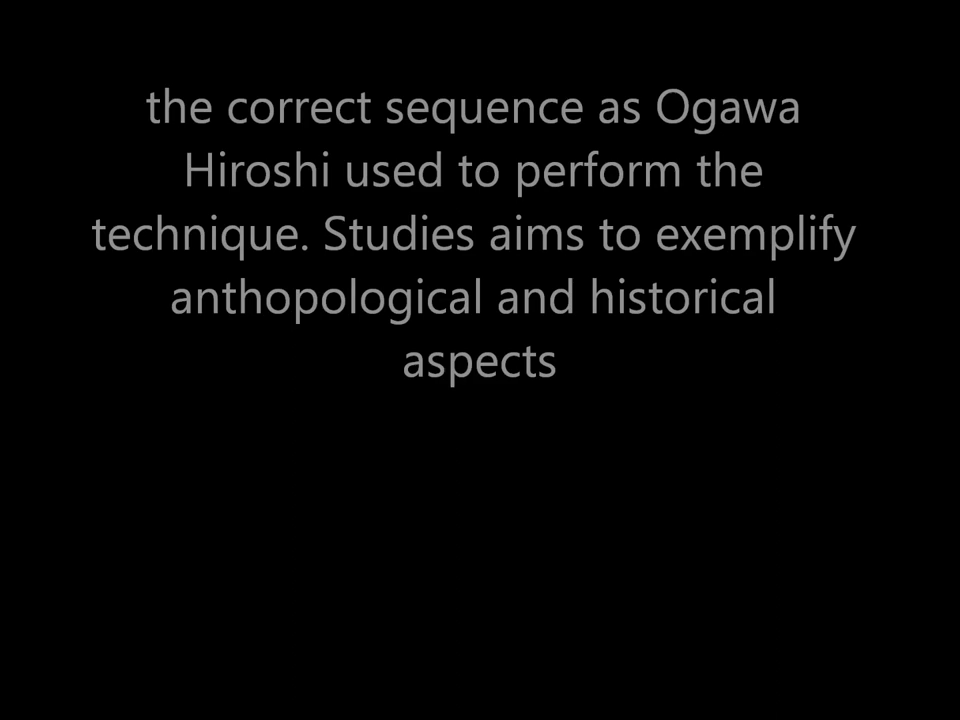 the correct sequence as Ogawa
Hiroshi used to perform the
technique. Studies aims to exemplify
anthopological and historical
aspects